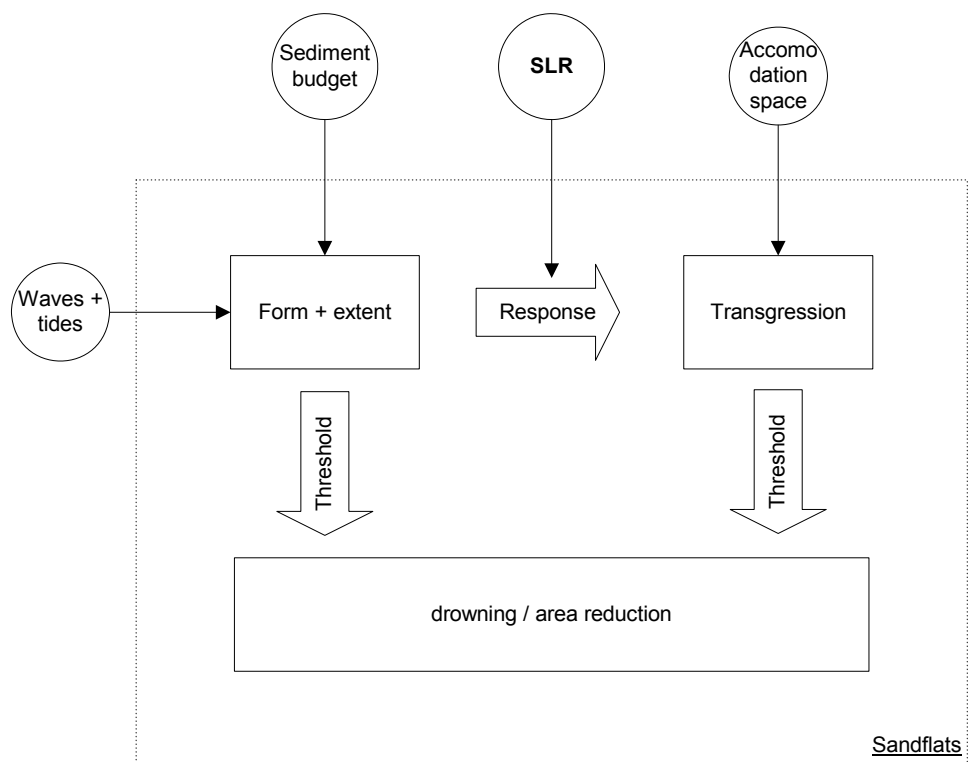 Sediment
budget
SLR
Accomo
dation
space
Waves +
tides
Form + extent
Response
Transgression
Threshold
Threshold
drowning / area reduction
Sandflats